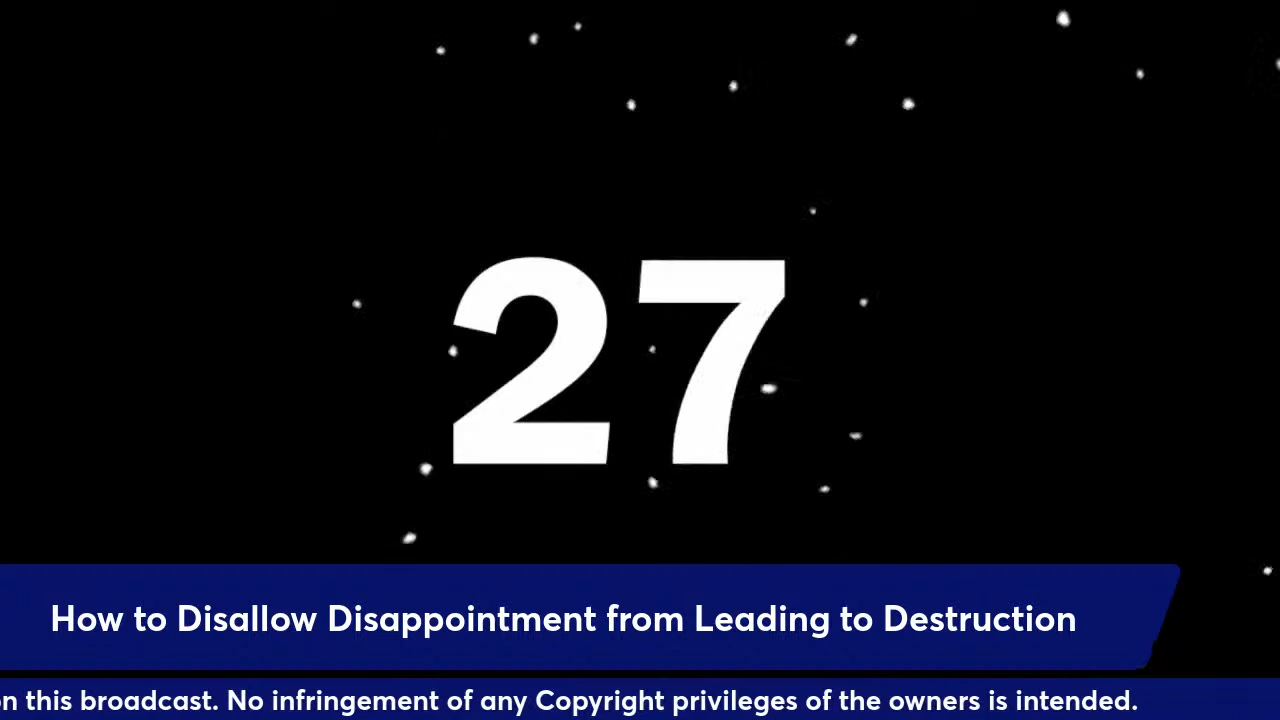 27
How to Disallow Disappointment from Leading to Destruction
on this broadcast. No infringement of any Copyright privileges of the owners is intended.